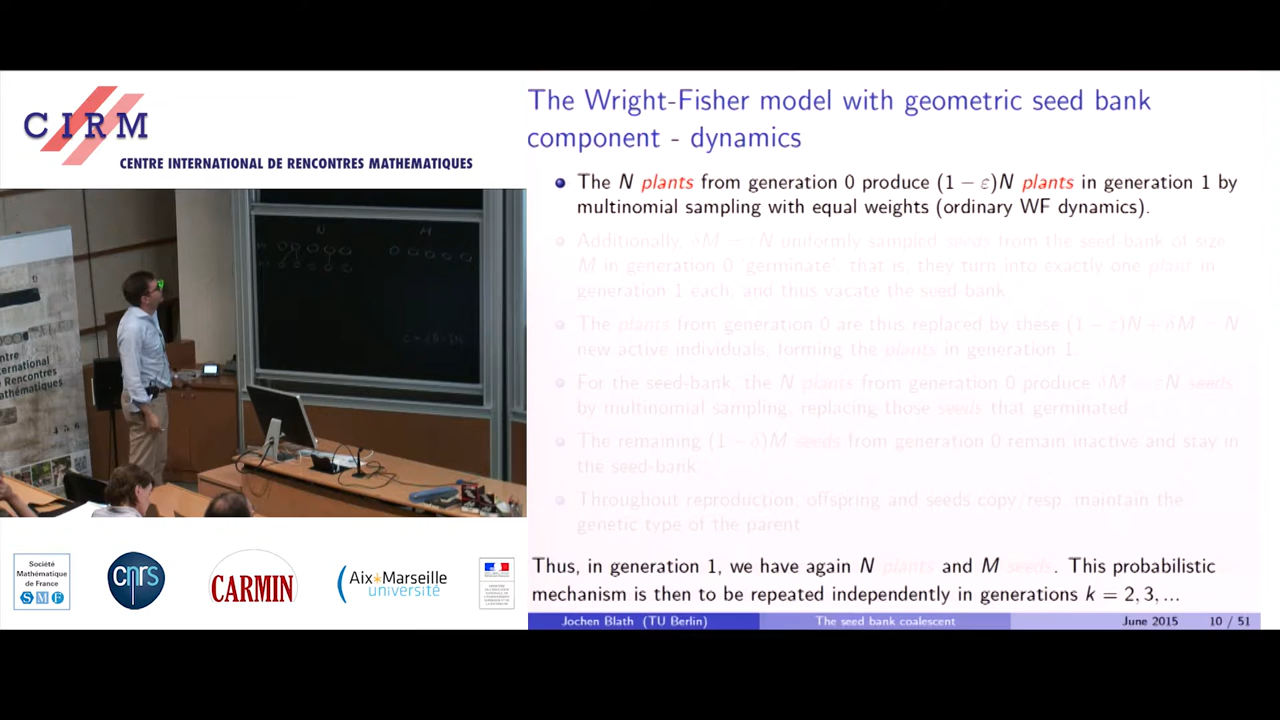 CIRM
CENTRE INTERNATIONAL DE RENCONTRES MATHEMATIQUES
The Wright-Fisher model with geometric seed bank
component - dynamics
The N plants from generation 0 produce (1 − ε)N plants in generation 1 by
multinomial sampling with equal weights (ordinary WF dynamics).
Additionally, δM = εN uniformly sampled seeds from the seed-bank of size
M in generation 0 'germinate', that is, they turn into exactly one plant in
generation 1 each, and thus vacate the seed-bank
The plants from generation 0 are thus replaced by these (1 − ε)N + δM = N
new active individuals, forming the plants in generation 1.
For the seed-bank, the N plants from generation 0 produce δM = εN seeds
by multinomial sampling, replacing those seeds that germinated
The remaining (1 − δ)M seeds from generation 0 remain inactive and stay in
the seed-bank.
Throughout reproduction, offspring and seeds copy/resp. maintain the
genetic type of the parent
Thus, in generation 1, we have again N plants and M seeds. This probabilistic
mechanism is then to be repeated independently in generations k = 2, 3, ...
Jochen Blath (TU Berlin) The seed bank coalescent June 2015 10 / 51
N M
Centre
International
de Rencontres
Mathématiques
Société
Mathématique
de France
SMF
cnrs
CARMIN
Aix*Marseille
université